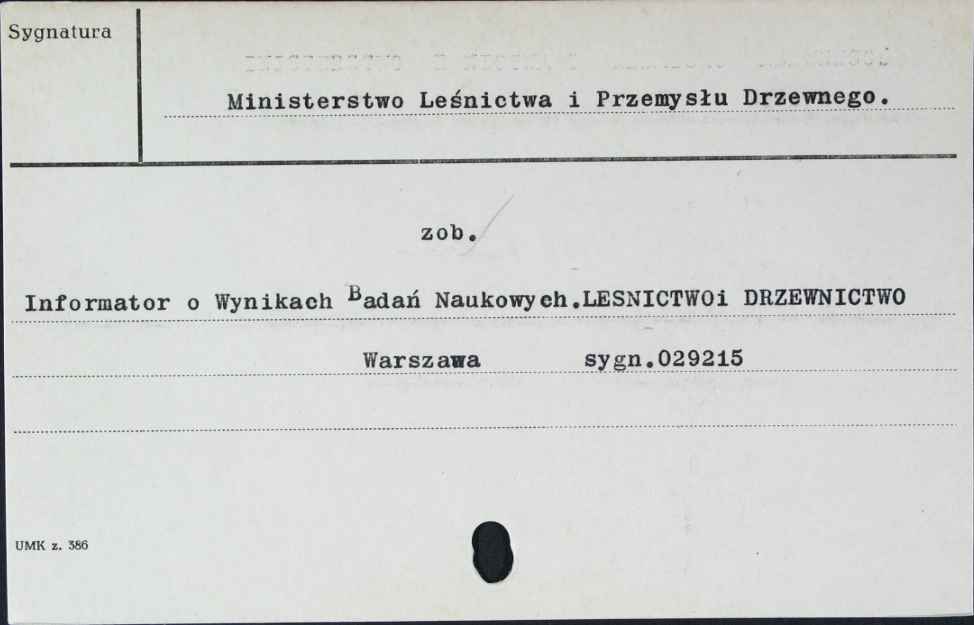 Sygnatura
Ministerstwo Leśnictwa i Przemysłu Drzewnego.
zob.
Informator o Wynikach Badań Naukowych.LESNICTWOi DRZEWNICTWO
Warszawa sygn.029215
UMK z. 386